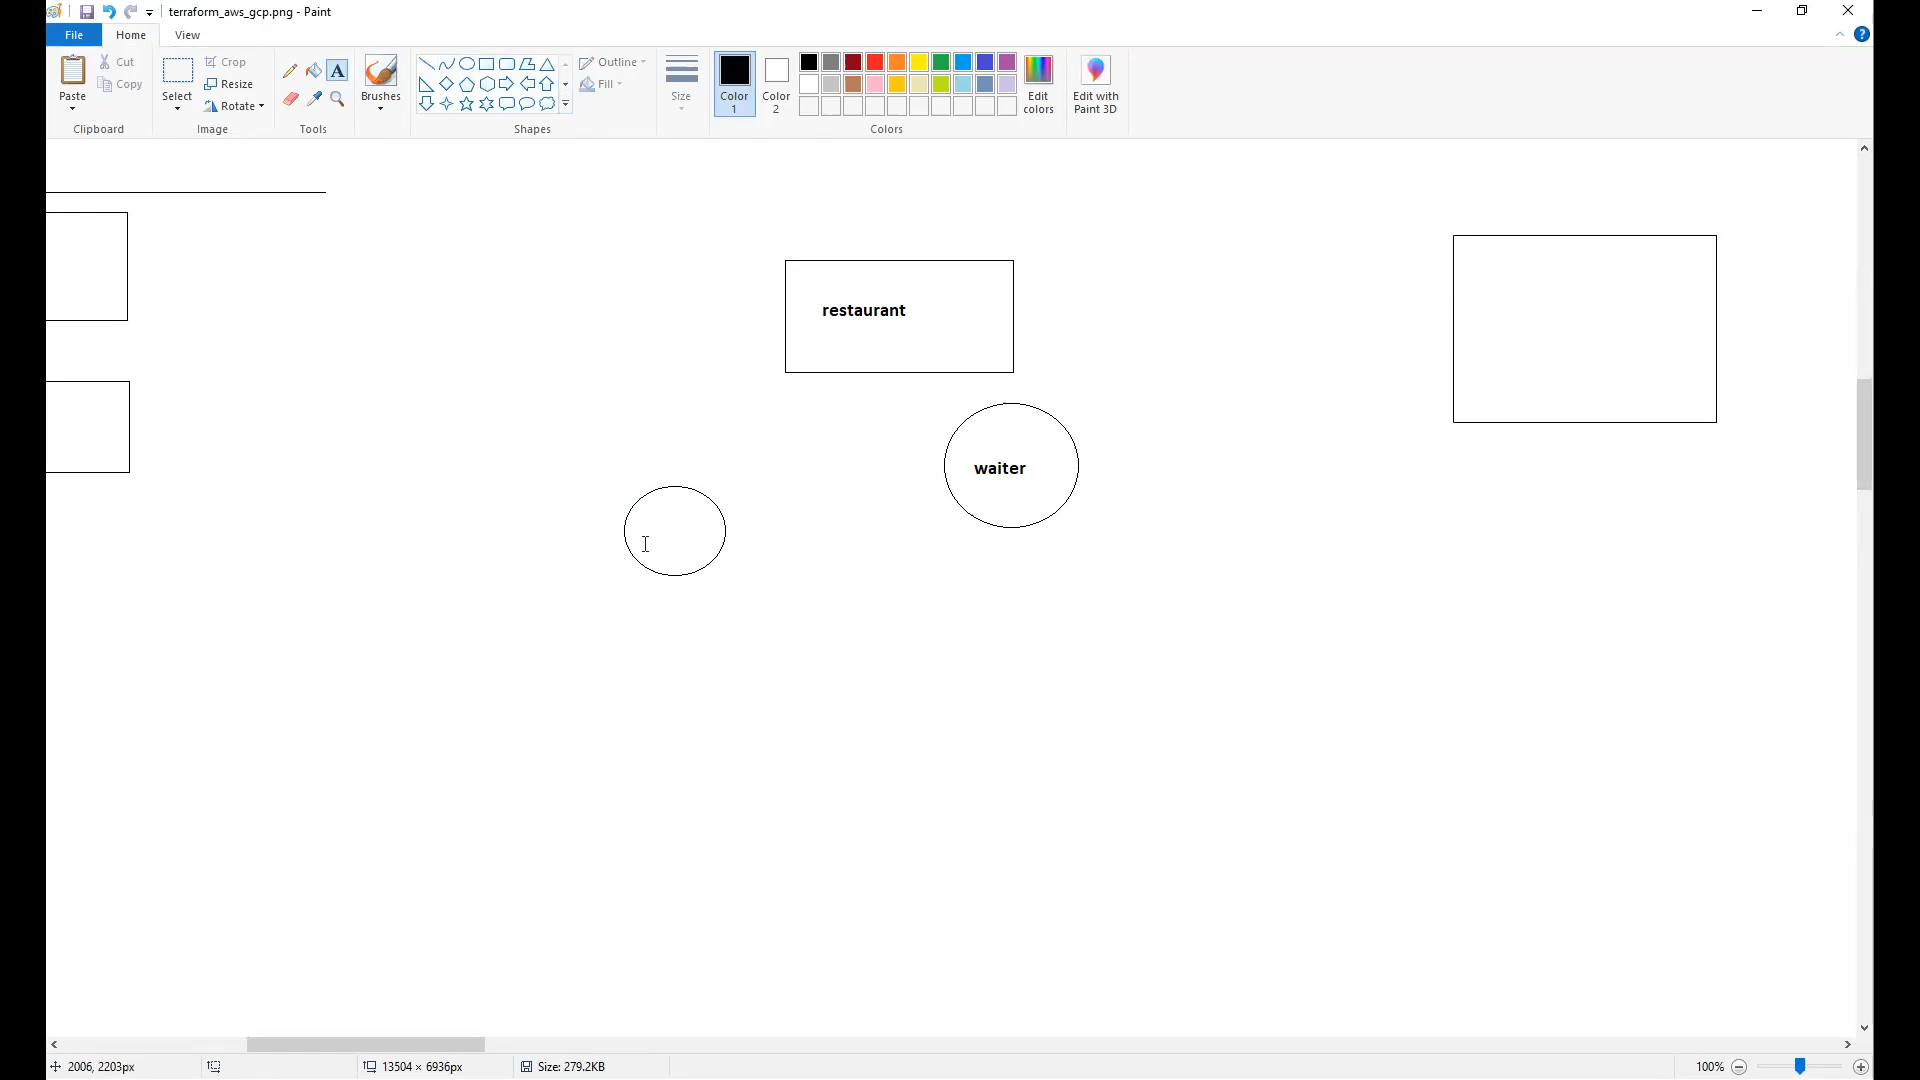 terraform_aws_gcp.png - Paint
File
Home
View
Paste
Cut
Copy
Clipboard
Select
Crop
Resize
Rotate
Image
A
Tools
Brushes
Outline
Fill
Shapes
Size
Color
1
Color
2
Edit
colors
Colors
Edit with
Paint 3D
?
restaurant
waiter
2006, 2203px
13504 × 6936px
Size: 279.2KB
100%